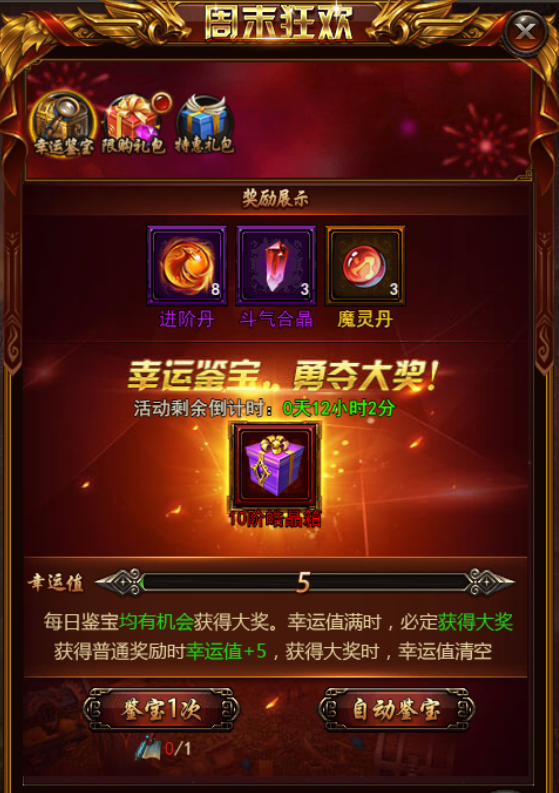 周末狂欢
幸运鉴宝 限购礼包 特惠礼包
奖励展示
8 3 3
进阶丹 斗气合晶 魔灵丹
幸运鉴宝，勇夺大奖！
活动剩余倒计时：0天12小时2分
10阶皓晶箱
幸运值 5
每日鉴宝均有机会获得大奖。幸运值满时，必定获得大奖
获得普通奖励时幸运值+5，获得大奖时，幸运值清空
鉴宝1次 自动鉴宝
0/1